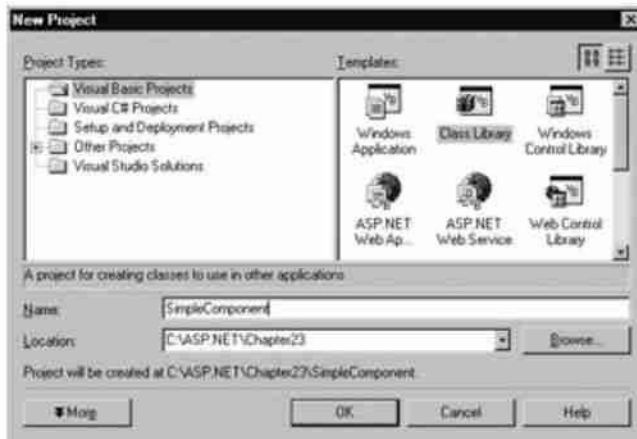 New Project
Project Types:
Templates:
Visual Basic Projects
Visual C# Projects
Setup and Deployment Projects
Other Projects
Visual Studio Solutions
Windows Application
Class Library
Windows Control Library
ASP.NET Web Ap...
ASP.NET Web Service
Web Control Library
A project for creating classes to use in other applications
Name:
SimpleComponent
Location:
C:\ASP.NET\Chapter23
Browse...
Project will be created at C:\ASP.NET\Chapter23\SimpleComponent.
More
OK
Cancel
Help